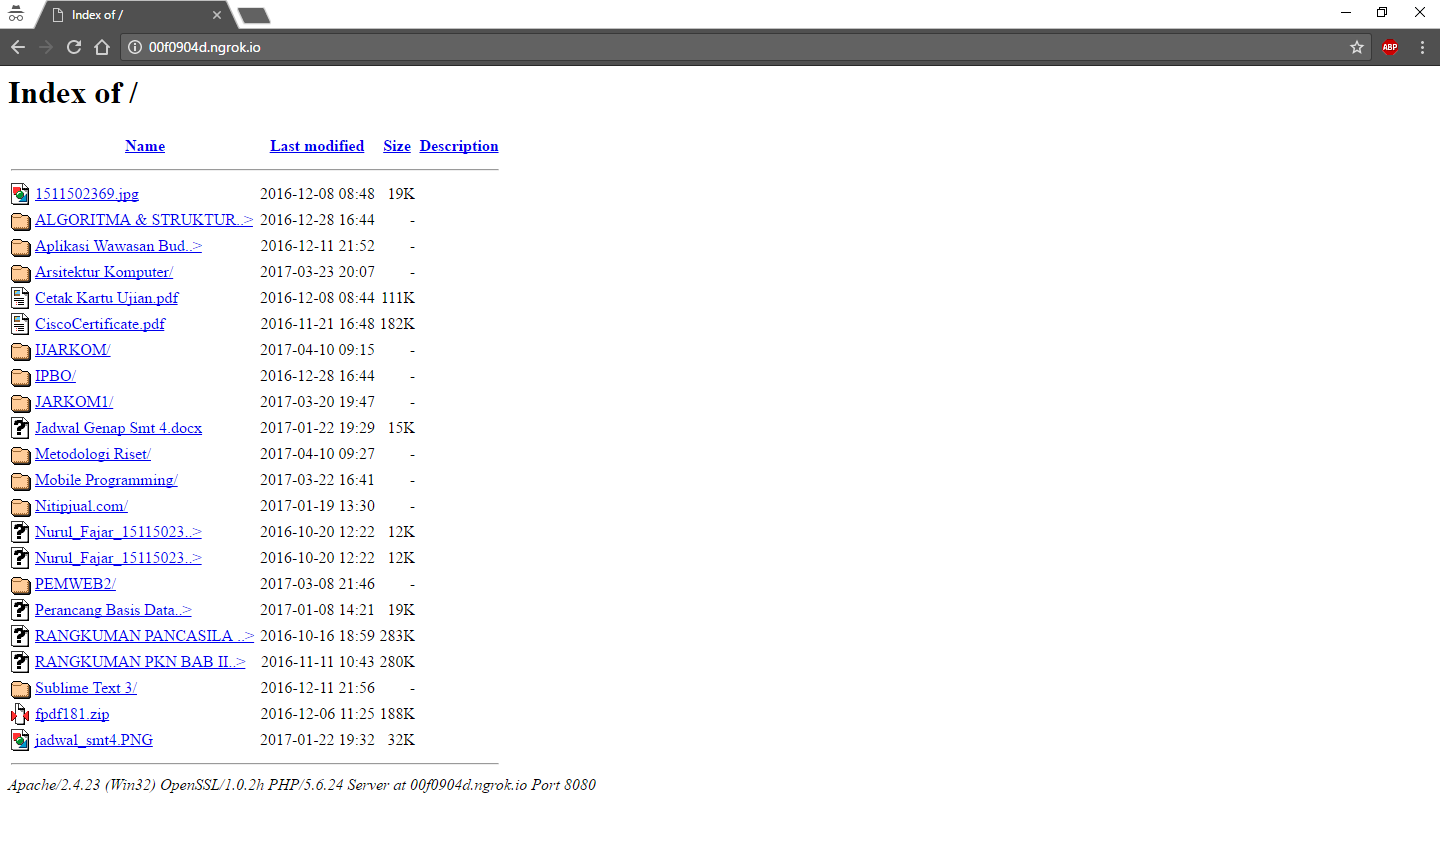 Index of /
00f0904d.ngrok.io
ABP
Index of /
Name Last modified Size Description
1511502369.jpg 2016-12-08 08:48 19K
ALGORITMA & STRUKTUR..> 2016-12-28 16:44 -
Aplikasi Wawasan Bud..> 2016-12-11 21:52 -
Arsitektur Komputer/ 2017-03-23 20:07 -
Cetak Kartu Ujian.pdf 2016-12-08 08:44 111K
CiscoCertificate.pdf 2016-11-21 16:48 182K
IJARKOM/ 2017-04-10 09:15 -
IPBO/ 2016-12-28 16:44 -
JARKOM1/ 2017-03-20 19:47 -
Jadwal Genap Smt 4.docx 2017-01-22 19:29 15K
Metodologi Riset/ 2017-04-10 09:27 -
Mobile Programming/ 2017-03-22 16:41 -
Nitipjual.com/ 2017-01-19 13:30 -
Nurul_Fajar_15115023..> 2016-10-20 12:22 12K
Nurul_Fajar_15115023..> 2016-10-20 12:22 12K
PEMWEB2/ 2017-03-08 21:46 -
Perancang Basis Data..> 2017-01-08 14:21 19K
RANGKUMAN PANCASILA ..> 2016-10-16 18:59 283K
RANGKUMAN PKN BAB II..> 2016-11-11 10:43 280K
Sublime Text 3/ 2016-12-11 21:56 -
fpdf181.zip 2016-12-06 11:25 188K
jadwal_smt4.PNG 2017-01-22 19:32 32K
Apache/2.4.23 (Win32) OpenSSL/1.0.2h PHP/5.6.24 Server at 00f0904d.ngrok.io Port 8080